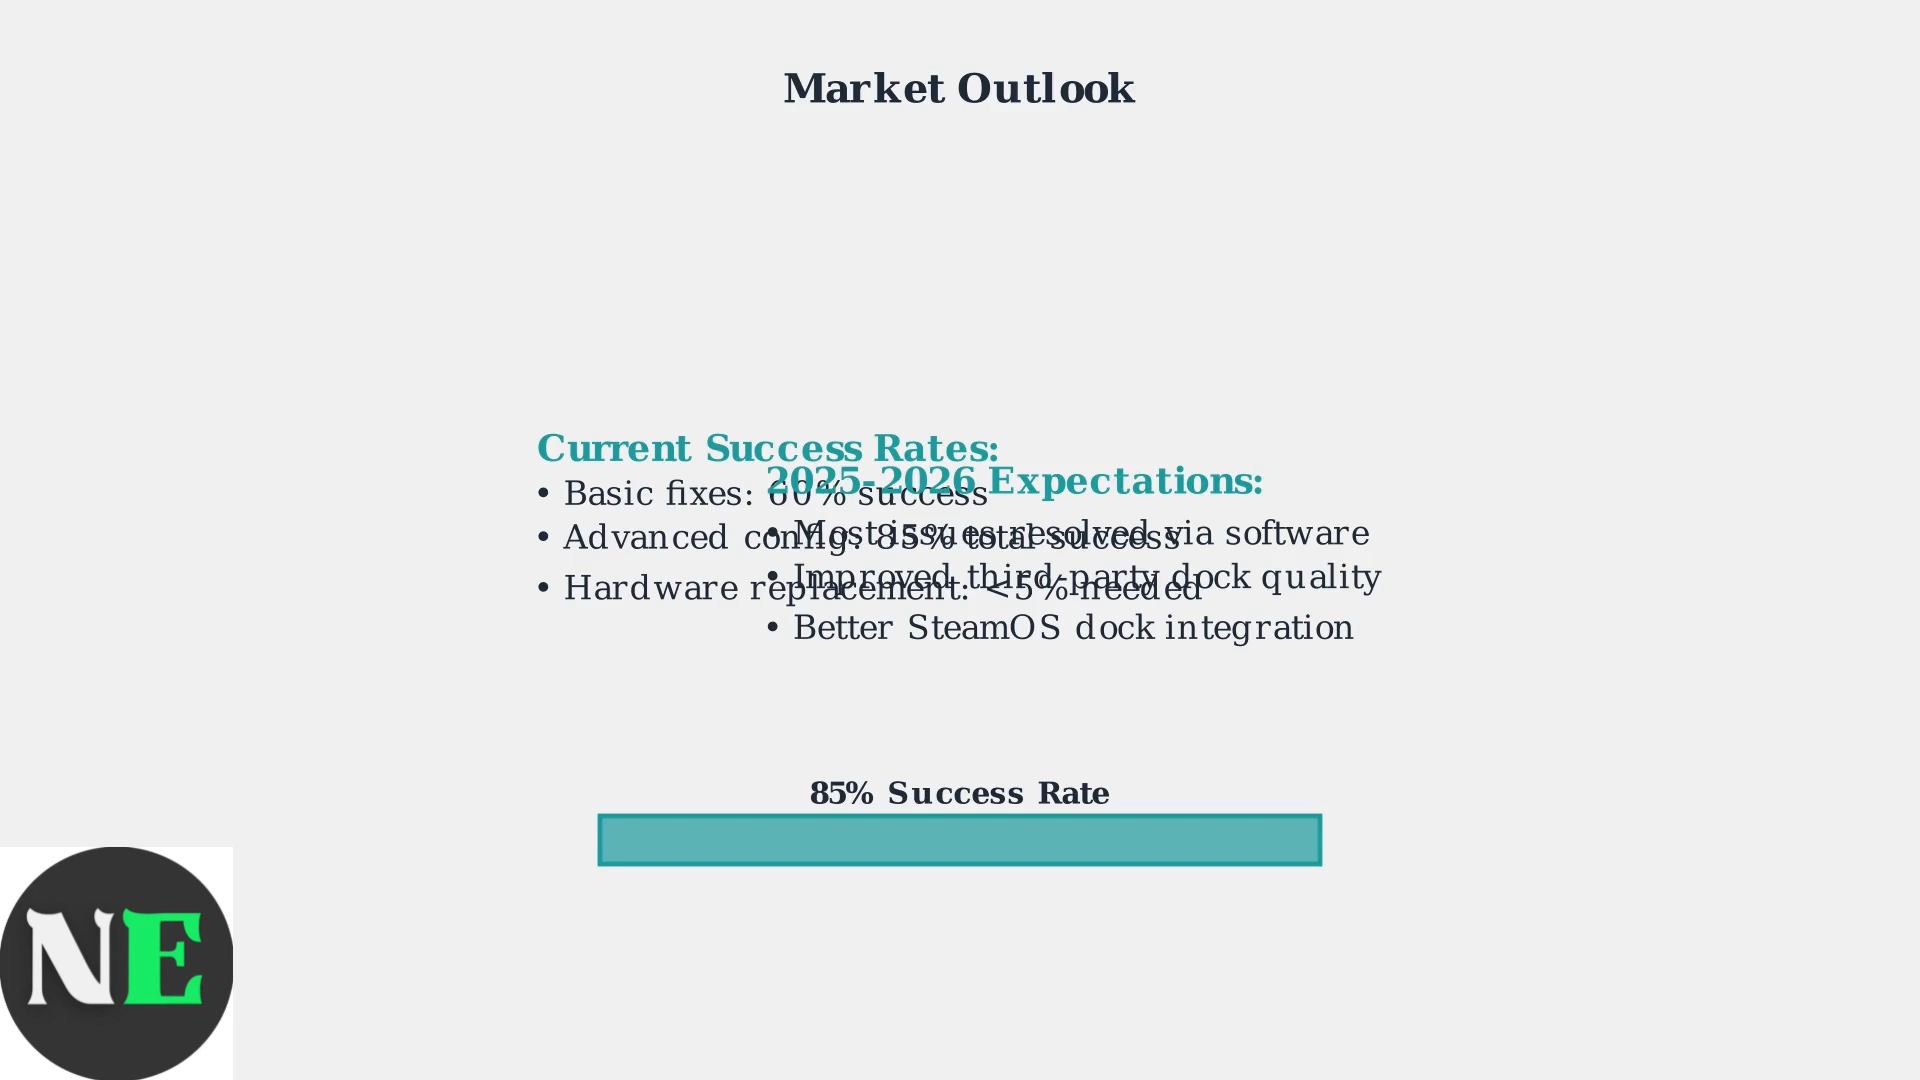 Market Outlook
Current Success Rates:
• Basic fixes: 60% success
• Advanced config: 85% total success
• Hardware replacement: <5% needed
2025-2026 Expectations:
• Most issues resolved via software
• Improved third-party dock quality
• Better SteamOS dock integration
85% Success Rate
NE